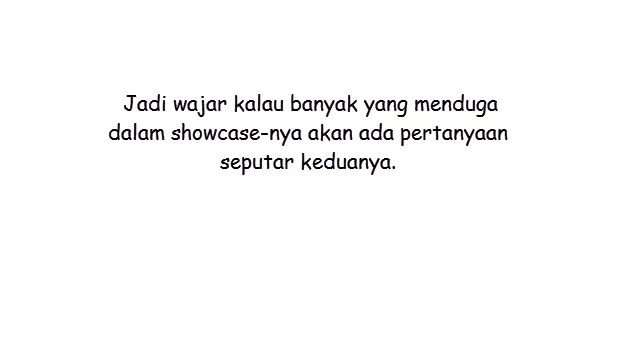 Jadi wajar kalau banyak yang menduga
dalam showcase-nya akan ada pertanyaan
seputar keduanya.